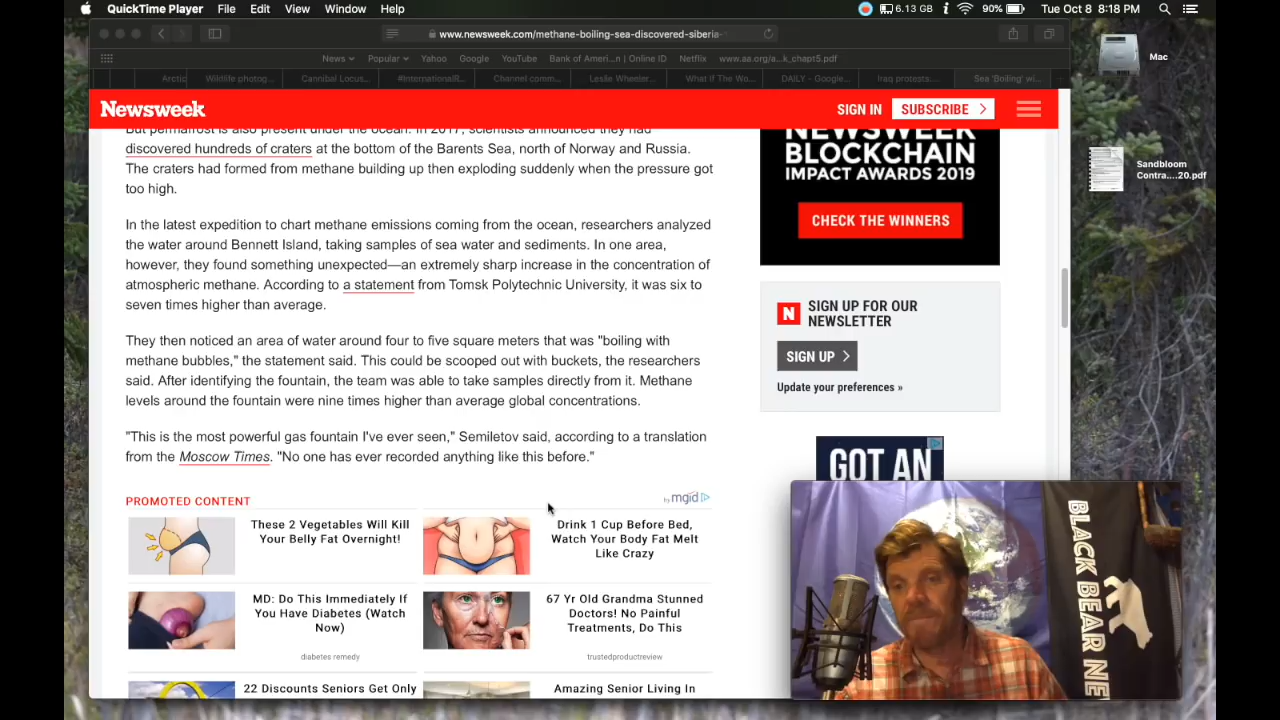 QuickTime Player File Edit View Window Help 6.13 GB 90% Tue Oct 8 8:18 PM
www.newsweek.com/methane-boiling-sea-discovered-siberia-
News Popular Yahoo Google YouTube Bank of Ameri...n | Online ID Netflix www.aa.org/a...k_chapt5.pdf
Arctic Wildlife photog... Cannibal Locus... #InternationalR... Channel comm... Leslie Wheeler... What If The Wo... DAILY - Google... Iraq protests:... Sea 'Boiling' wi...
Mac
Newsweek SIGN IN SUBSCRIBE
But permafrost is also present under the ocean. In 2017, scientists announced they had
discovered hundreds of craters at the bottom of the Barents Sea, north of Norway and Russia.
The craters had formed from methane building up then exploding suddenly when the pressure got
too high.
In the latest expedition to chart methane emissions coming from the ocean, researchers analyzed
the water around Bennett Island, taking samples of sea water and sediments. In one area,
however, they found something unexpected—an extremely sharp increase in the concentration of
atmospheric methane. According to a statement from Tomsk Polytechnic University, it was six to
seven times higher than average.
They then noticed an area of water around four to five square meters that was "boiling with
methane bubbles," the statement said. This could be scooped out with buckets, the researchers
said. After identifying the fountain, the team was able to take samples directly from it. Methane
levels around the fountain were nine times higher than average global concentrations.
"This is the most powerful gas fountain I've ever seen," Semiletov said, according to a translation
from the Moscow Times. "No one has ever recorded anything like this before."
PROMOTED CONTENT by mgid
These 2 Vegetables Will Kill
Your Belly Fat Overnight!
Drink 1 Cup Before Bed,
Watch Your Body Fat Melt
Like Crazy
MD: Do This Immediately If
You Have Diabetes (Watch
Now)
diabetes remedy
67 Yr Old Grandma Stunned
Doctors! No Painful
Treatments, Do This
trustedproductreview
22 Discounts Seniors Get Only
Amazing Senior Living In
NEWSWEEK
BLOCKCHAIN
IMPACT AWARDS 2019
CHECK THE WINNERS
N SIGN UP FOR OUR
NEWSLETTER
SIGN UP
Update your preferences »
GOT AN
Sandbloom
Contra....20.pdf
BLACK BEAR NE